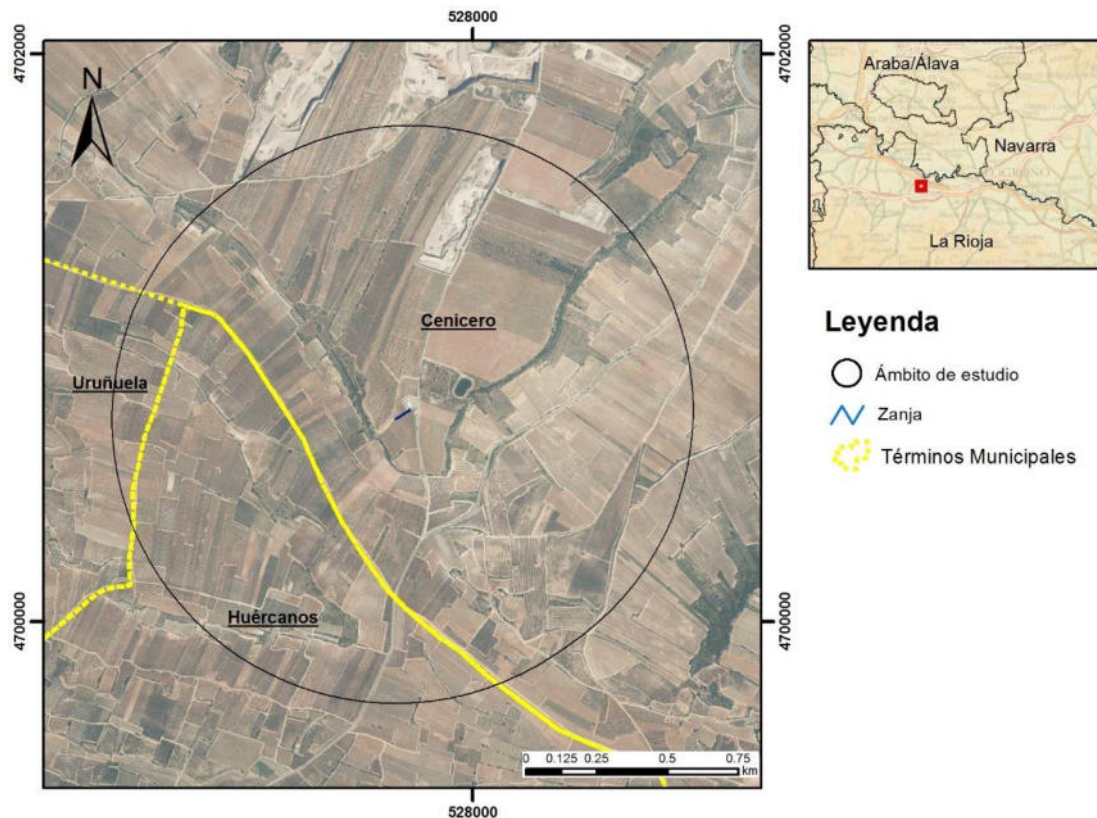 528000
4702000
4702000
N
Cenicero
Uruñuela
Huércanos
4700000
4700000
0 0.125 0.25 0.5 0.75
km
528000
Araba/Álava
Navarra
La Rioja
Leyenda
Ámbito de estudio
Zanja
Términos Municipales